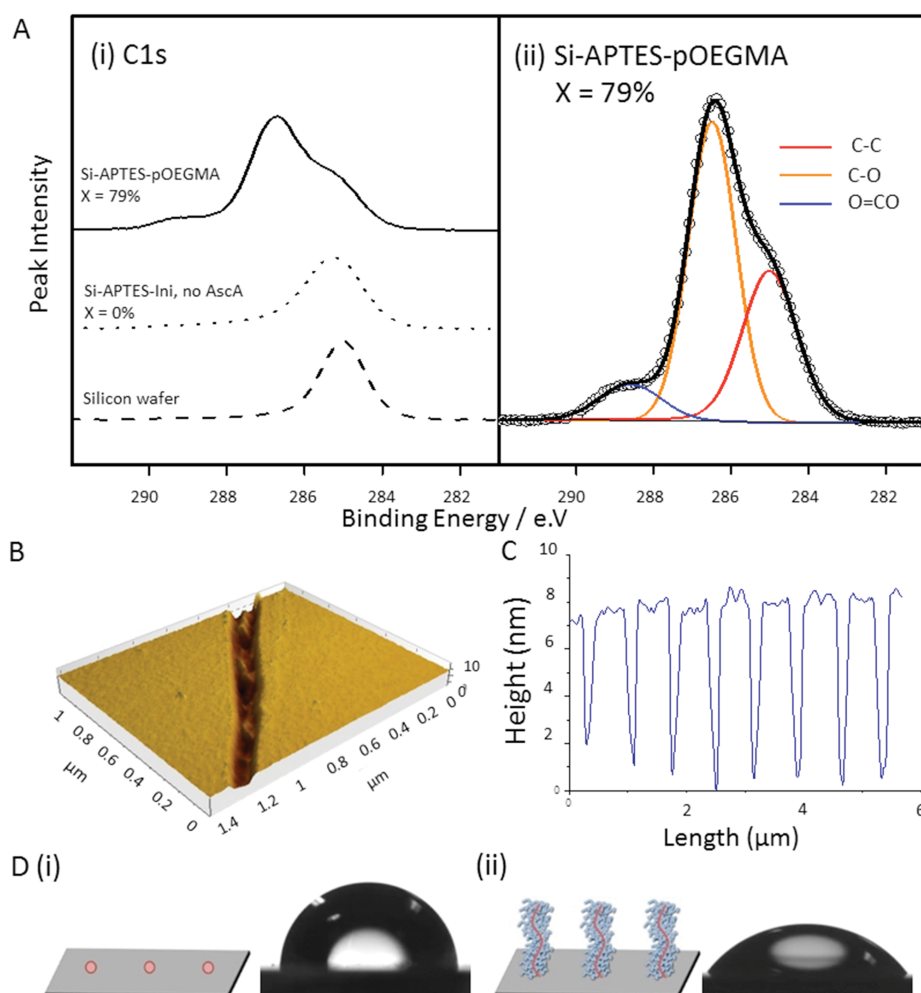 A
(i) C1s
Si-APTES-pOEGMA
X = 79%
Si-APTES-Ini, no AscA
X = 0%
Silicon wafer
Peak Intensity
(ii) Si-APTES-pOEGMA
X = 79%
C-C
C-O
O=CO
290 288 286 284 282 290 288 286 284 282
Binding Energy / e.V
B
10
0
1 0.8 0.6 0.4 0.2 0
µm
1.4 1.2 1 0.8 0.6 0.4 0.2 0
µm
C
Height (nm)
10
8
6
4
2
0
0 2 4 6
Length (µm)
D (i)
(ii)